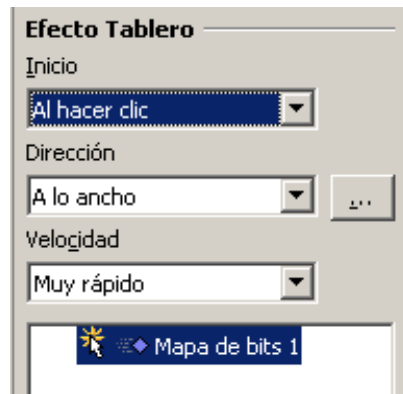 Efecto Tablero
Inicio
Al hacer clic
Dirección
A lo ancho
...
Velocidad
Muy rápido
Mapa de bits 1